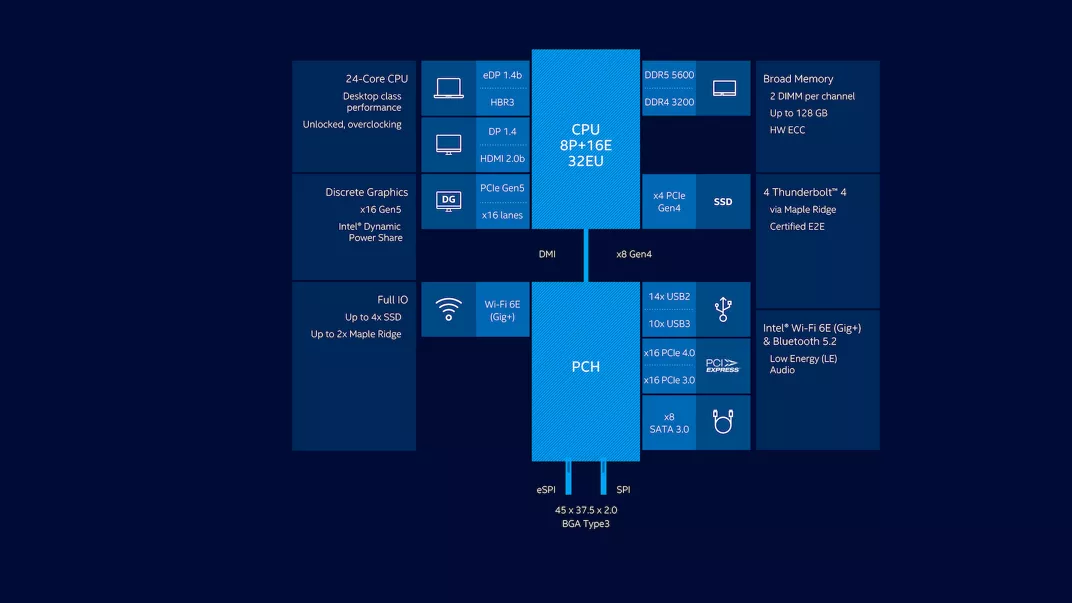 24-Core CPU
Desktop class
performance
Unlocked, overclocking
Discrete Graphics
x16 Gen5
Intel® Dynamic
Power Share
Full IO
Up to 4x SSD
Up to 2x Maple Ridge
eDP 1.4b
HBR3
DP 1.4
HDMI 2.0b
DG
PCIe Gen5
x16 lanes
Wi-Fi 6E
(Gig+)
CPU
8P+16E
32EU
DMI
x8 Gen4
PCH
eSPI
SPI
45 x 37.5 x 2.0
BGA Type3
DDR5 5600
DDR4 3200
x4 PCIe
Gen4
SSD
14x USB2
10x USB3
x16 PCIe 4.0
x16 PCIe 3.0
PCI
EXPRESS
x8
SATA 3.0
Broad Memory
2 DIMM per channel
Up to 128 GB
HW ECC
4 Thunderbolt™ 4
via Maple Ridge
Certified E2E
Intel® Wi-Fi 6E (Gig+)
& Bluetooth 5.2
Low Energy (LE)
Audio